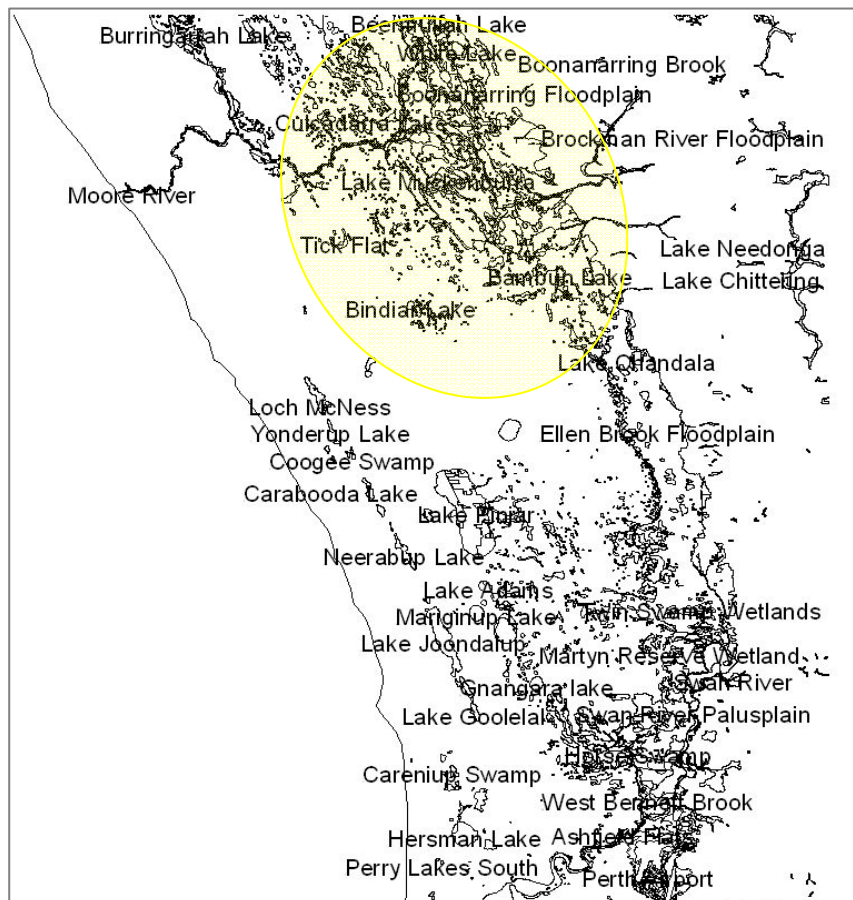 Beermullah Lake
Burringarrah Lake
White Lake
Boonanarring Brook
Boonanarring Floodplain
Cukadarra Lake
Brockman River Floodplain
Lake Muckenburra
Moore River
Tick Flat
Lake Needonga
Bambun Lake
Lake Chittering
Bindiar Lake
Lake Chandala
Loch McNess
Yonderup Lake
Ellen Brook Floodplain
Coogee Swamp
Carabooda Lake
Lake Pinjar
Neerabup Lake
Lake Adams
Mariginup Lake
Twin Swamp Wetlands
Lake Joondalup
Martyn Reserve Wetland
Gnangara lake
Swan River
Lake Goolelal
Swan River Palusplain
Horse Swamp
Careniup Swamp
West Bennett Brook
Hersman Lake
Ashfield Flats
Perry Lakes South
Perth Airport